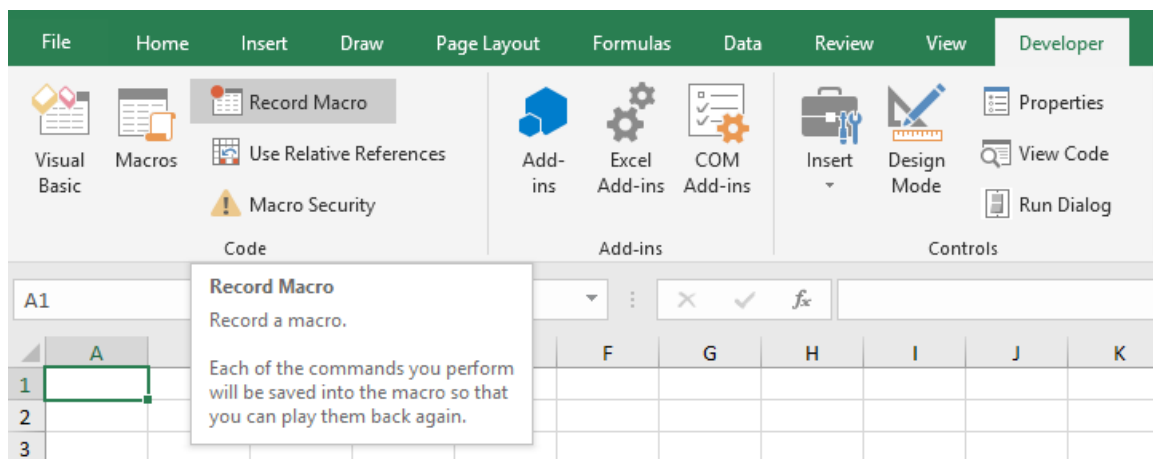 File Home Insert Draw Page Layout Formulas Data Review View Developer
Visual Basic
Macros
Record Macro
Use Relative References
Macro Security
Code
Add-ins
Excel Add-ins
COM Add-ins
Add-ins
Insert
Design Mode
Properties
View Code
Run Dialog
Controls
A1
fx
Record Macro
Record a macro.
Each of the commands you perform
will be saved into the macro so that
you can play them back again.
A F G H I J K
1
2
3